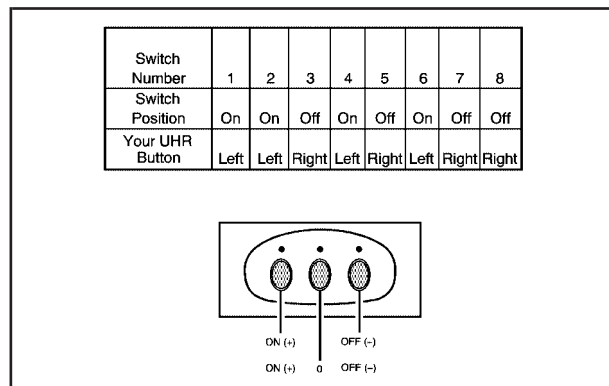 Switch
Number 1 2 3 4 5 6 7 8
Switch
Position On On Off On Off On Off Off
Your UHR
Button Left Left Right Left Right Left Right Right
ON (+) OFF (–)
ON (+) 0 OFF (–)